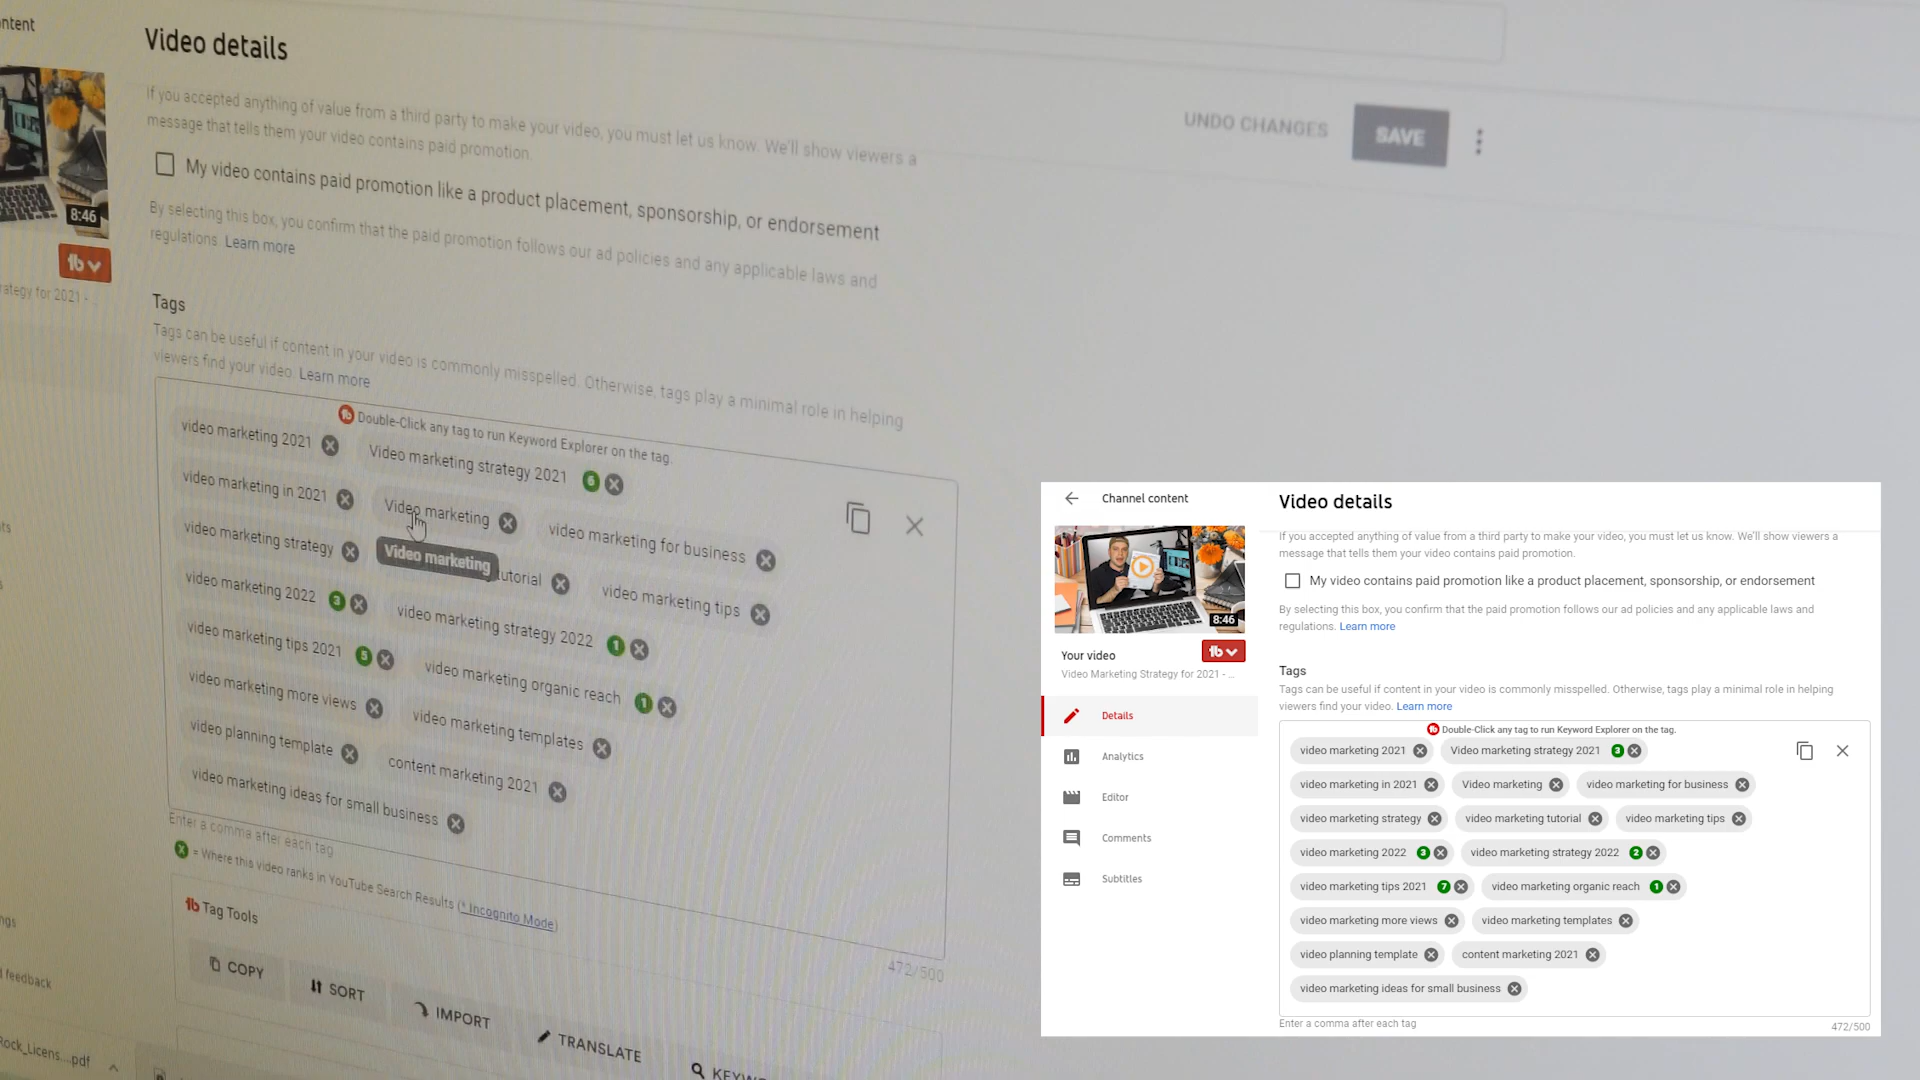 ontent
Video details
If you accepted anything of value from a third party to make your video, you must let us know. We'll show viewers a
message that tells them your video contains paid promotion.
My video contains paid promotion like a product placement, sponsorship, or endorsement
By selecting this box, you confirm that the paid promotion follows our ad policies and any applicable laws and
regulations. Learn more
UNDO CHANGES
SAVE
8:46
rategy for 2021 - ..
Tags
Tags can be useful if content in your video is commonly misspelled. Otherwise, tags play a minimal role in helping
viewers find your video. Learn more
Double-Click any tag to run Keyword Explorer on the tag.
video marketing 2021 Video marketing strategy 2021 6
video marketing in 2021 Video marketing video marketing for business
video marketing strategy Video marketing utorial video marketing tips
video marketing 2022 3 video marketing strategy 2022 1
video marketing tips 2021 5 video marketing organic reach 1
video marketing more views video marketing templates
video planning template content marketing 2021
video marketing ideas for small business
Enter a comma after each tag
X = Where this video ranks in YouTube Search Results (* Incognito Mode)
472/500
Tag Tools
COPY SORT IMPORT TRANSLATE KEYW
ngs
d feedback
Rock_Licens....pdf
Channel content
8:46
Your video
Video Marketing Strategy for 2021 - ...
Details
Analytics
Editor
Comments
Subtitles
Video details
If you accepted anything of value from a third party to make your video, you must let us know. We'll show viewers a
message that tells them your video contains paid promotion.
My video contains paid promotion like a product placement, sponsorship, or endorsement
By selecting this box, you confirm that the paid promotion follows our ad policies and any applicable laws and
regulations. Learn more
Tags
Tags can be useful if content in your video is commonly misspelled. Otherwise, tags play a minimal role in helping
viewers find your video. Learn more
Double-Click any tag to run Keyword Explorer on the tag.
video marketing 2021 Video marketing strategy 2021 3
video marketing in 2021 Video marketing video marketing for business
video marketing strategy video marketing tutorial video marketing tips
video marketing 2022 3 video marketing strategy 2022 2
video marketing tips 2021 7 video marketing organic reach 1
video marketing more views video marketing templates
video planning template content marketing 2021
video marketing ideas for small business
Enter a comma after each tag
472/500